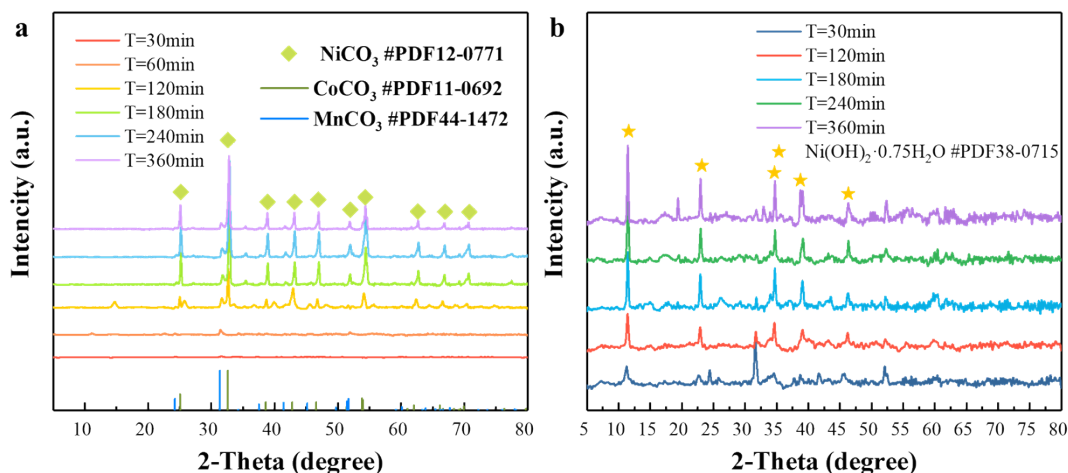 a
T=30min
T=60min
T=120min
T=180min
T=240min
T=360min
NiCO₃ #PDF12-0771
CoCO₃ #PDF11-0692
MnCO₃ #PDF44-1472
Intencity (a.u.)
10 20 30 40 50 60 70 80
2-Theta (degree)
b
T=30min
T=120min
T=180min
T=240min
T=360min
Ni(OH)₂·0.75H₂O #PDF38-0715
Intencity (a.u.)
5 10 15 20 25 30 35 40 45 50 55 60 65 70 75 80
2-Theta (degree)